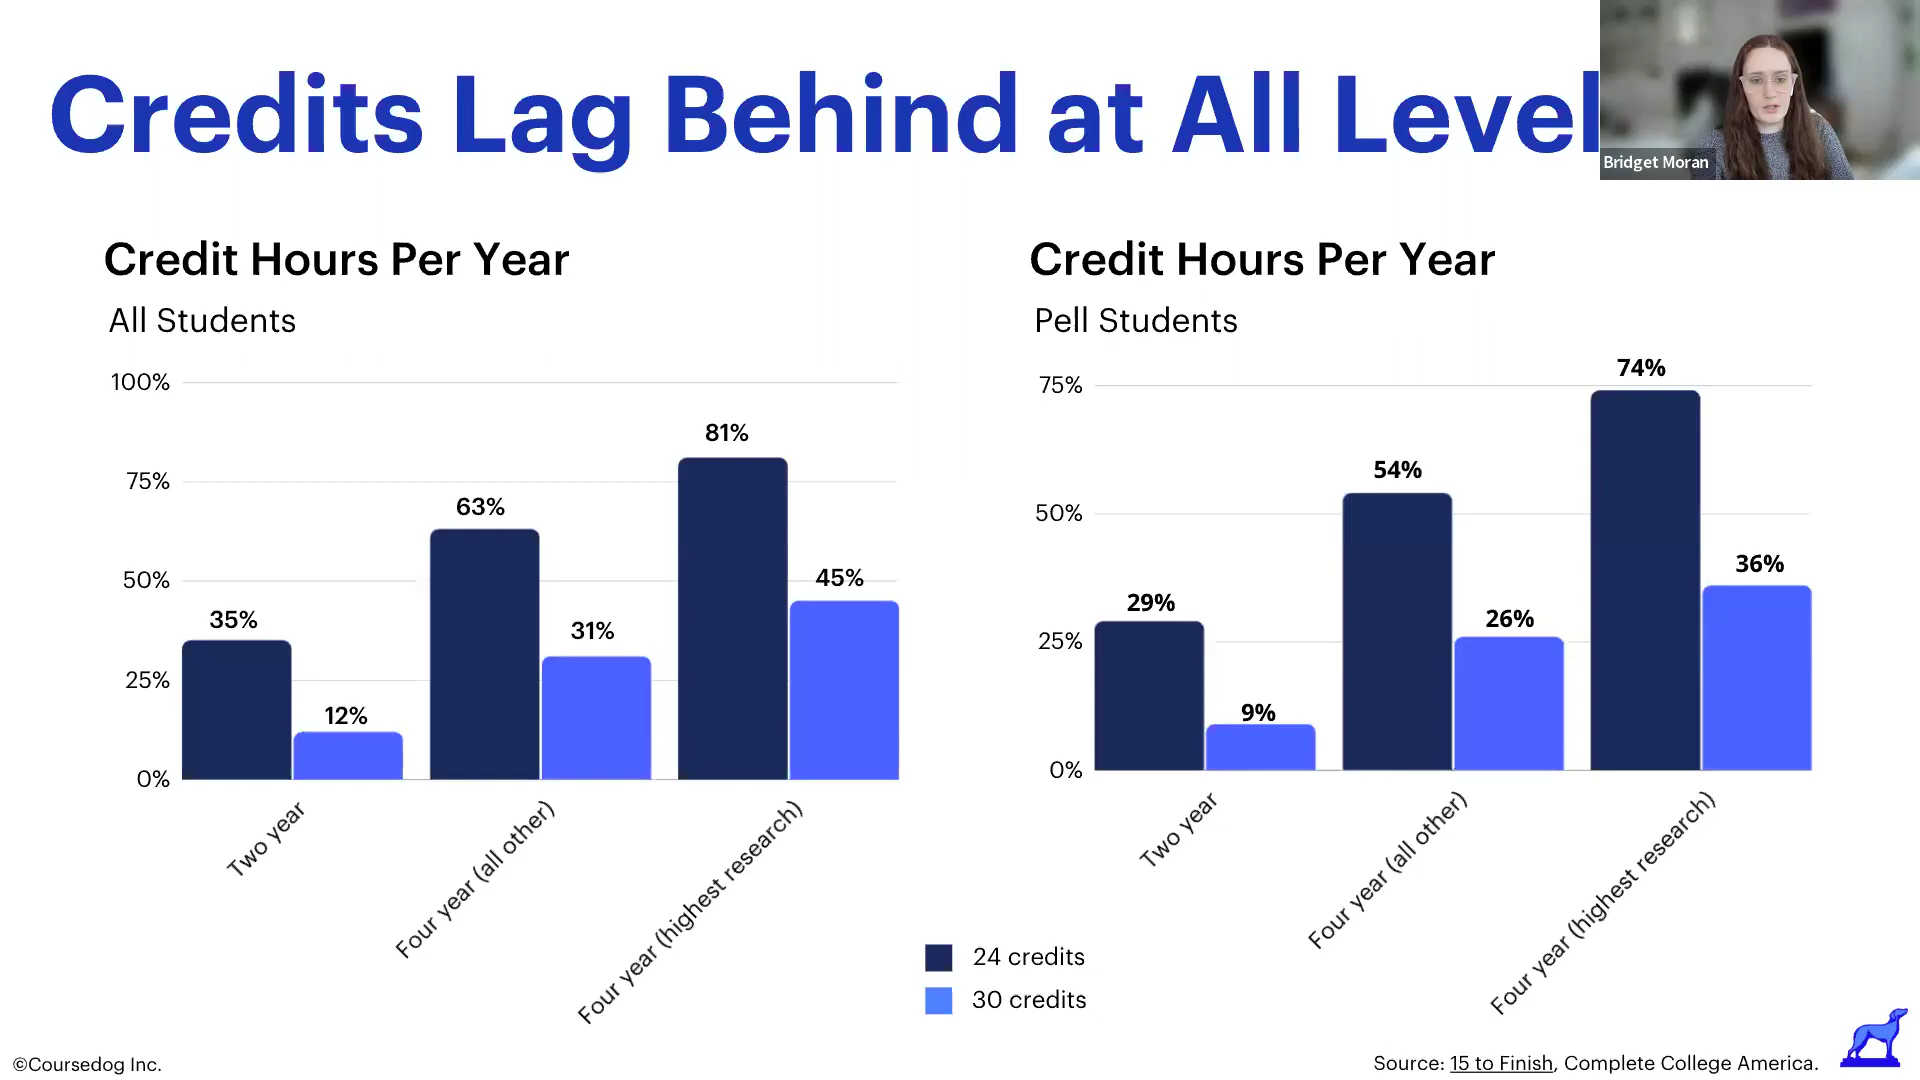 Credits Lag Behind at All Level
Bridget Moran
Credit Hours Per Year
All Students
100%
75%
50%
25%
0%
35%
12%
63%
31%
81%
45%
Two year
Four year (all other)
Four year (highest research)
Credit Hours Per Year
Pell Students
75%
50%
25%
0%
29%
9%
54%
26%
74%
36%
Two year
Four year (all other)
Four year (highest research)
24 credits
30 credits
©Coursedog Inc.
Source: 15 to Finish, Complete College America.